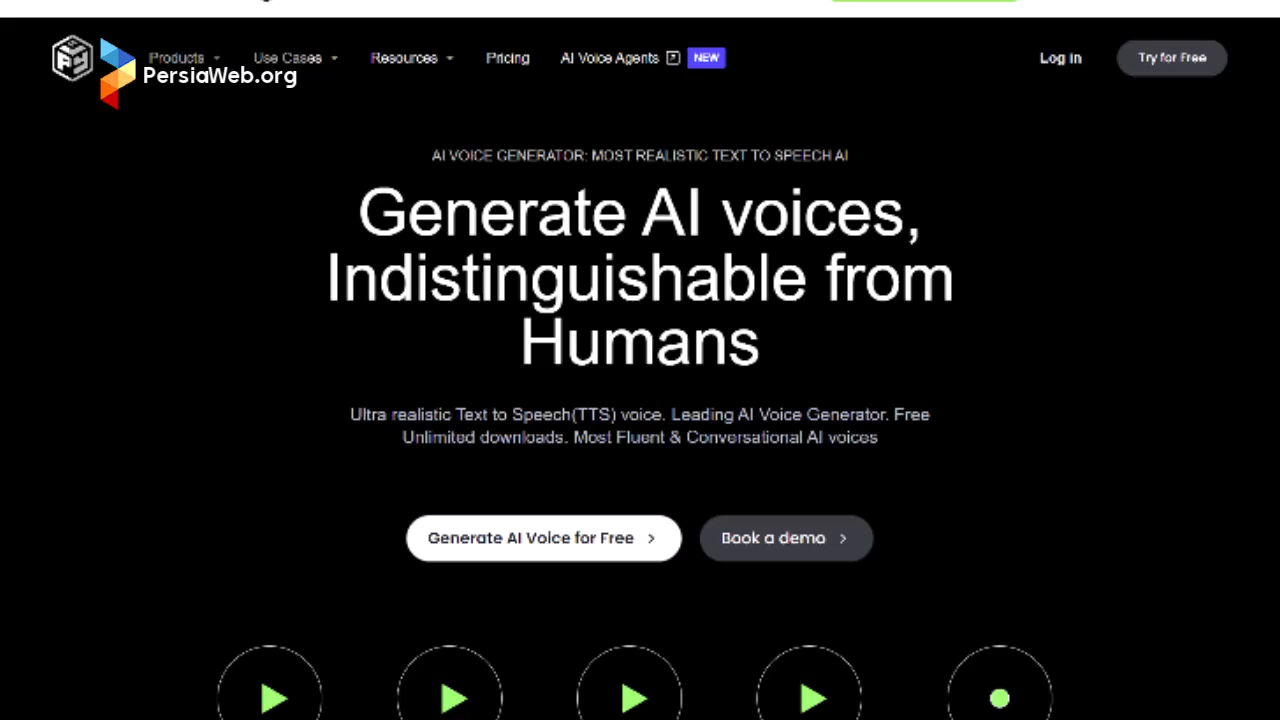 Products
Use Cases
Resources
Pricing
AI Voice Agents
NEW
Log in
Try for Free
PersiaWeb.org
AI VOICE GENERATOR: MOST REALISTIC TEXT TO SPEECH AI
Generate AI voices,
Indistinguishable from
Humans
Ultra realistic Text to Speech(TTS) voice. Leading AI Voice Generator. Free
Unlimited downloads. Most Fluent & Conversational AI voices
Generate AI Voice for Free
Book a demo